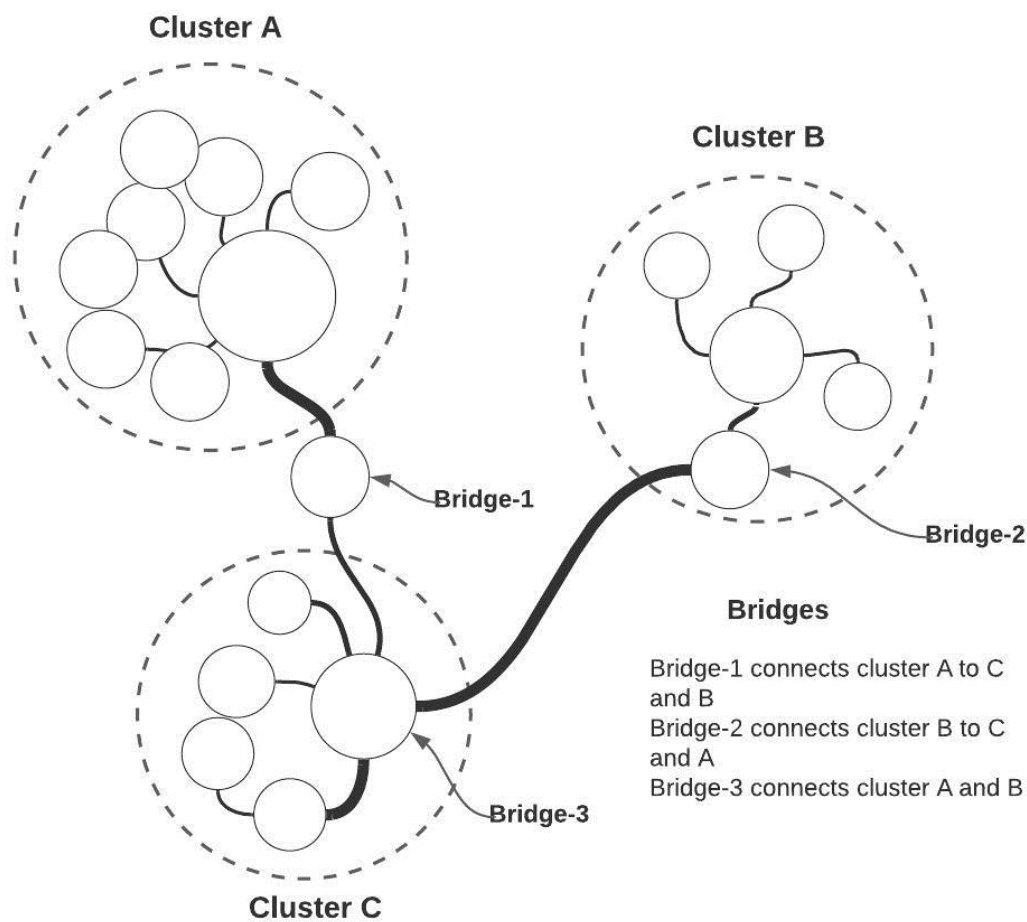 Cluster A
Cluster B
Bridge-1
Bridge-2
Bridges
Bridge-1 connects cluster A to C
and B
Bridge-2 connects cluster B to C
and A
Bridge-3 connects cluster A and B
Bridge-3
Cluster C